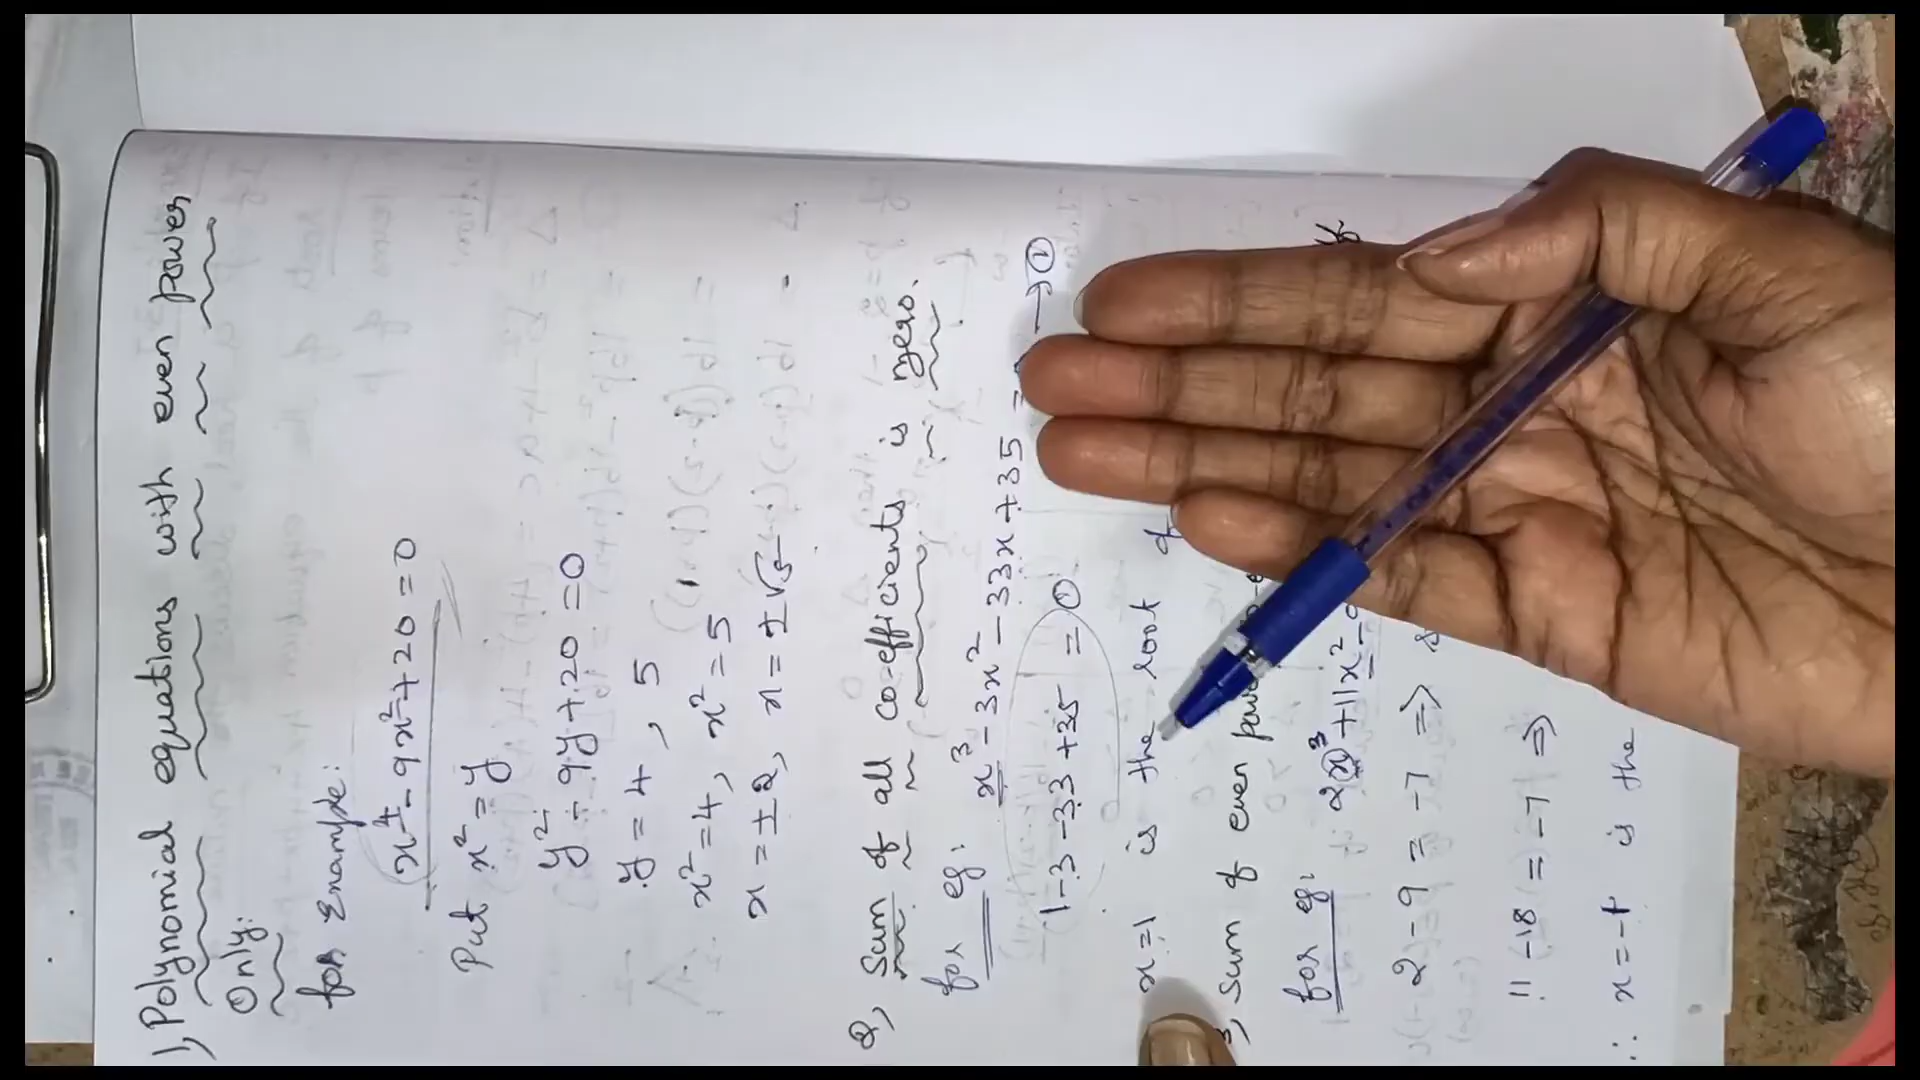 1, Polynomial equations with even power
Only:
for Example:
x⁴ - 9x² + 20 = 0
Put x² = y
y² - 9y + 20 = 0
y = 4, 5
x² = 4, x² = 5
x = ±2, x = ±√5
2, Sum of all co-efficients is zero.
for eg: x³ - 3x² - 33x + 35 = → ①
1 - 3 - 33 + 35 = 0
x = 1 is the root of
3, Sum of even
for eg: 2x³ + 11x² - 9
2 - 9 = -7 ⇒
11 - 18 = -7 ⇒
∴ x = -1 is the